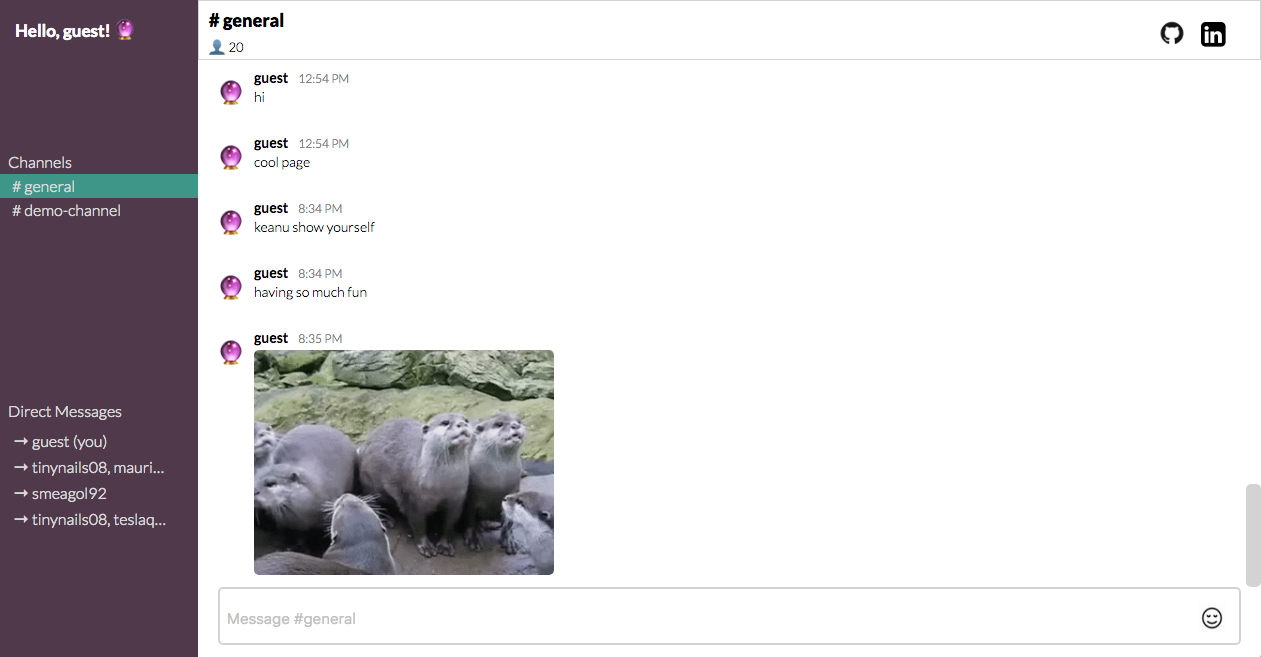 Hello, guest!
Channels
# general
# demo-channel
Direct Messages
→ guest (you)
→ tinynails08, mauri...
→ smeagol92
→ tinynails08, teslaq...
# general
20
in
guest 12:54 PM
hi
guest 12:54 PM
cool page
guest 8:34 PM
keanu show yourself
guest 8:34 PM
having so much fun
guest 8:35 PM
Message #general